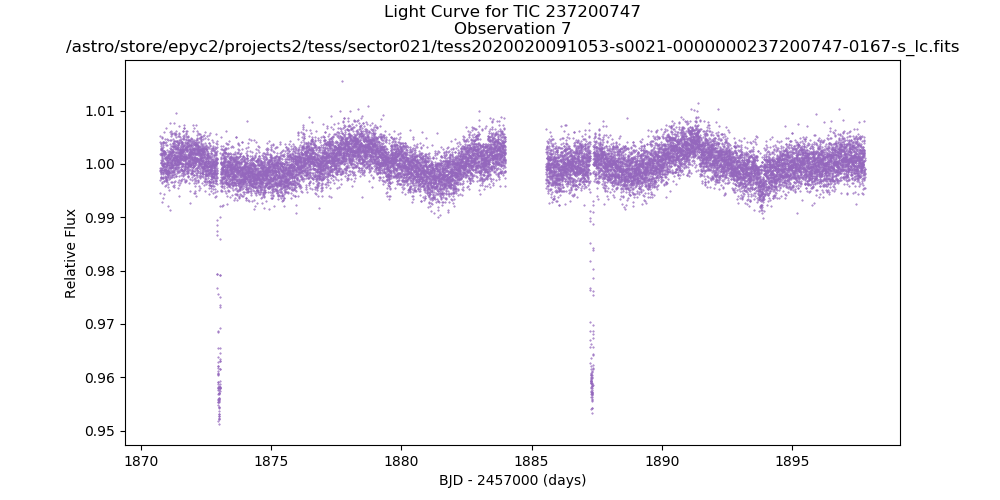 Light Curve for TIC 237200747
Observation 7
/astro/store/epyc2/projects2/tess/sector021/tess2020020091053-s0021-0000000237200747-0167-s_lc.fits
1.01
1.00
0.99
0.98
0.97
0.96
0.95
Relative Flux
1870
1875
1880
1885
1890
1895
BJD - 2457000 (days)